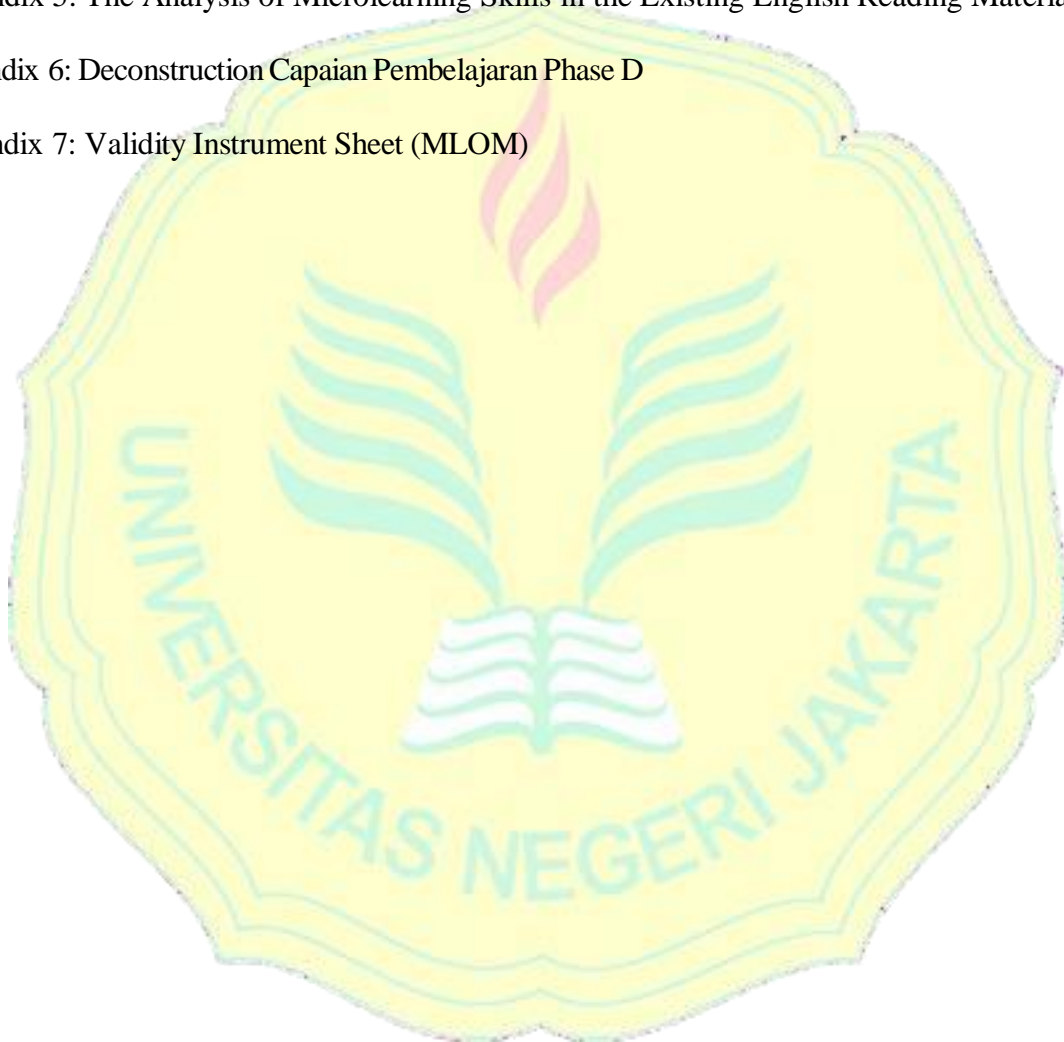 ndix 5: The Analysis of Microlearning Skills in the Existing English Reading Materia
ndix 6: Deconstruction Capaian Pembelajaran Phase D
ndix 7: Validity Instrument Sheet (MLOM)
UNIVERSITAS NEGERI JAKARTA